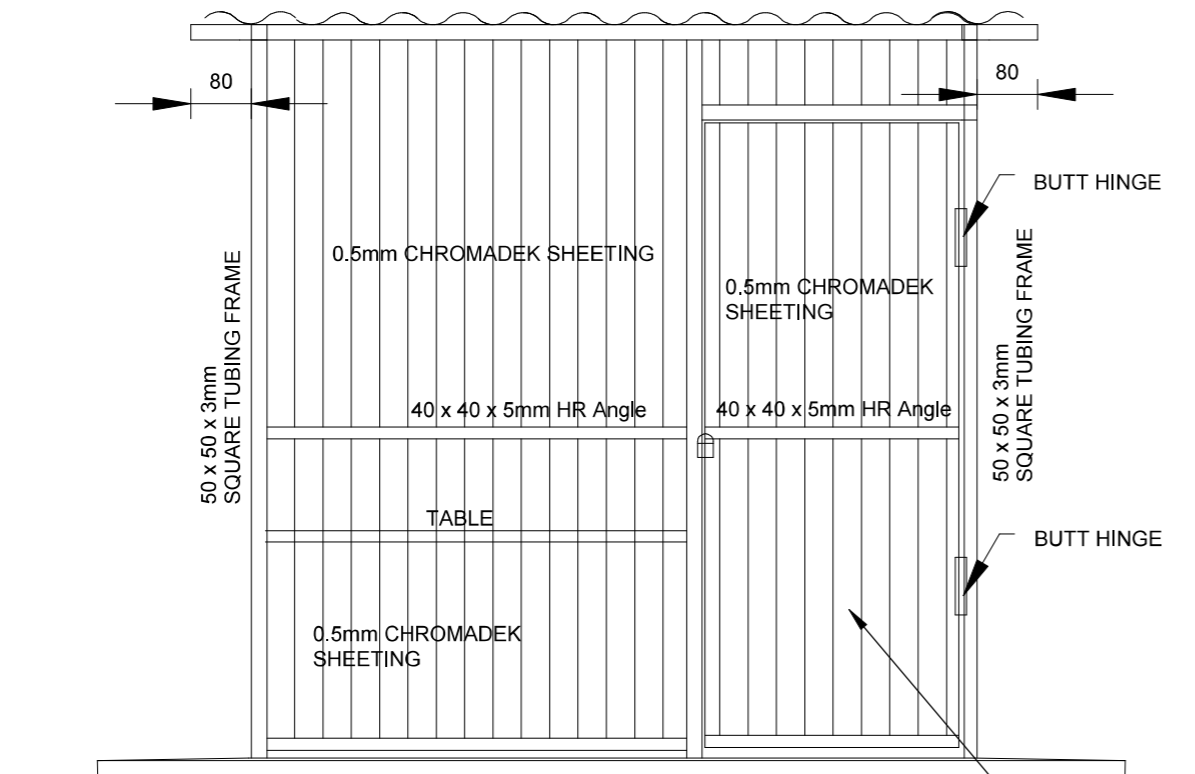 80
80
BUTT HINGE
0.5mm CHROMADEK SHEETING
0.5mm CHROMADEK
SHEETING
50 x 50 x 3mm
SQUARE TUBING FRAME
50 x 50 x 3mm
SQUARE TUBING FRAME
40 x 40 x 5mm HR Angle
40 x 40 x 5mm HR Angle
TABLE
BUTT HINGE
0.5mm CHROMADEK
SHEETING